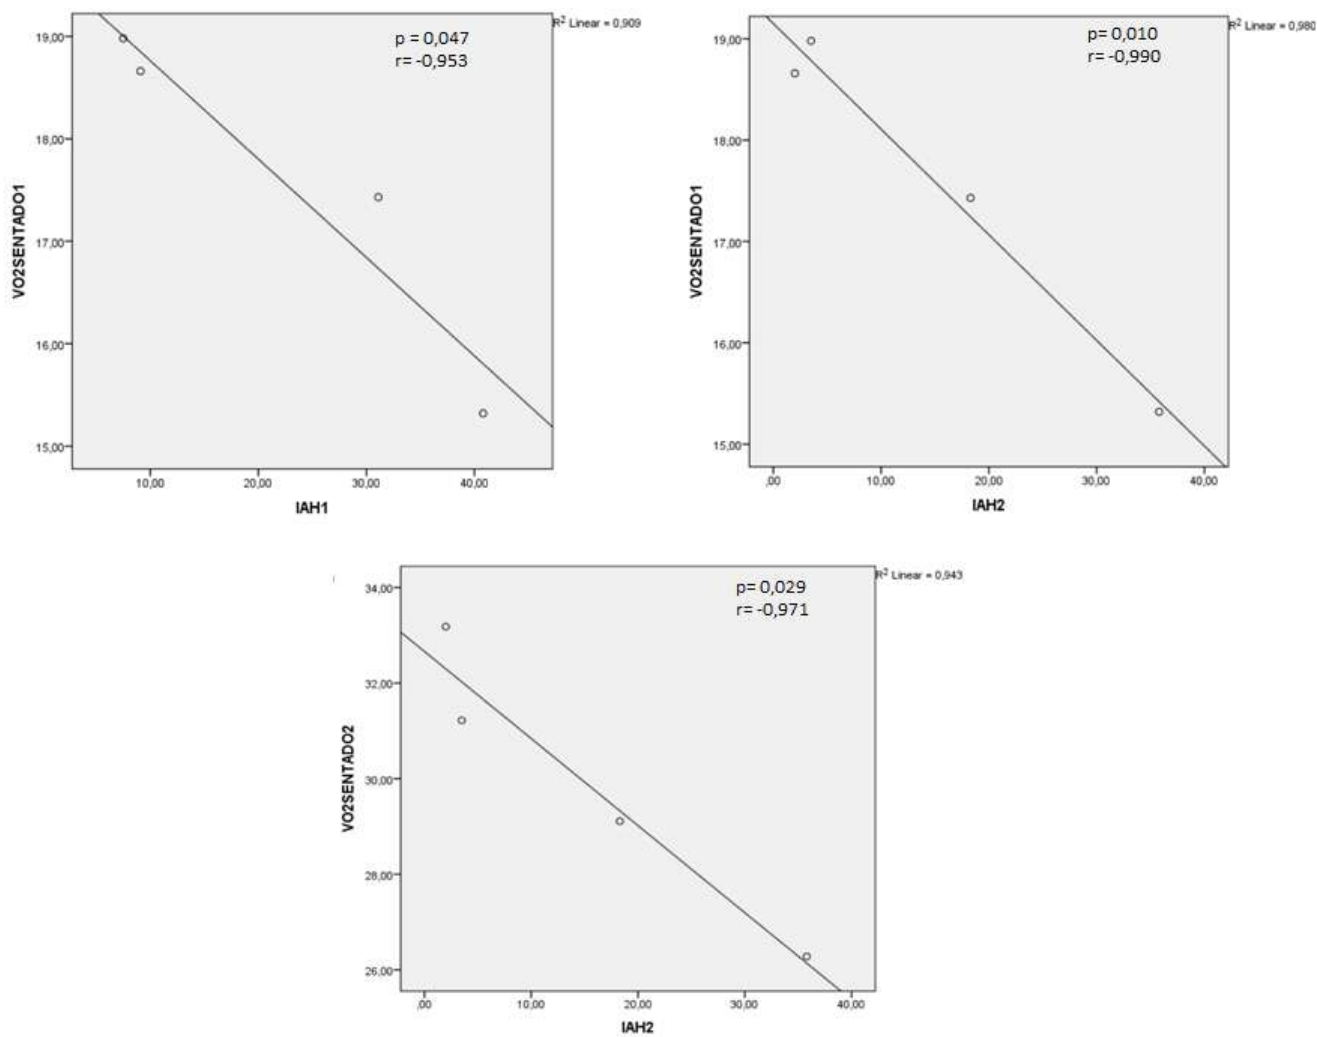 R² Linear = 0,909
p = 0,047
r= -0,953
19,00
18,00
17,00
16,00
15,00
VO2SENTADO1
10,00
20,00
30,00
40,00
IAH1
R² Linear = 0,980
p= 0,010
r= -0,990
19,00
18,00
17,00
16,00
15,00
VO2SENTADO1
,00
10,00
20,00
30,00
40,00
IAH2
R² Linear = 0,943
p= 0,029
r= -0,971
34,00
32,00
30,00
28,00
26,00
VO2SENTADO2
,00
10,00
20,00
30,00
40,00
IAH2